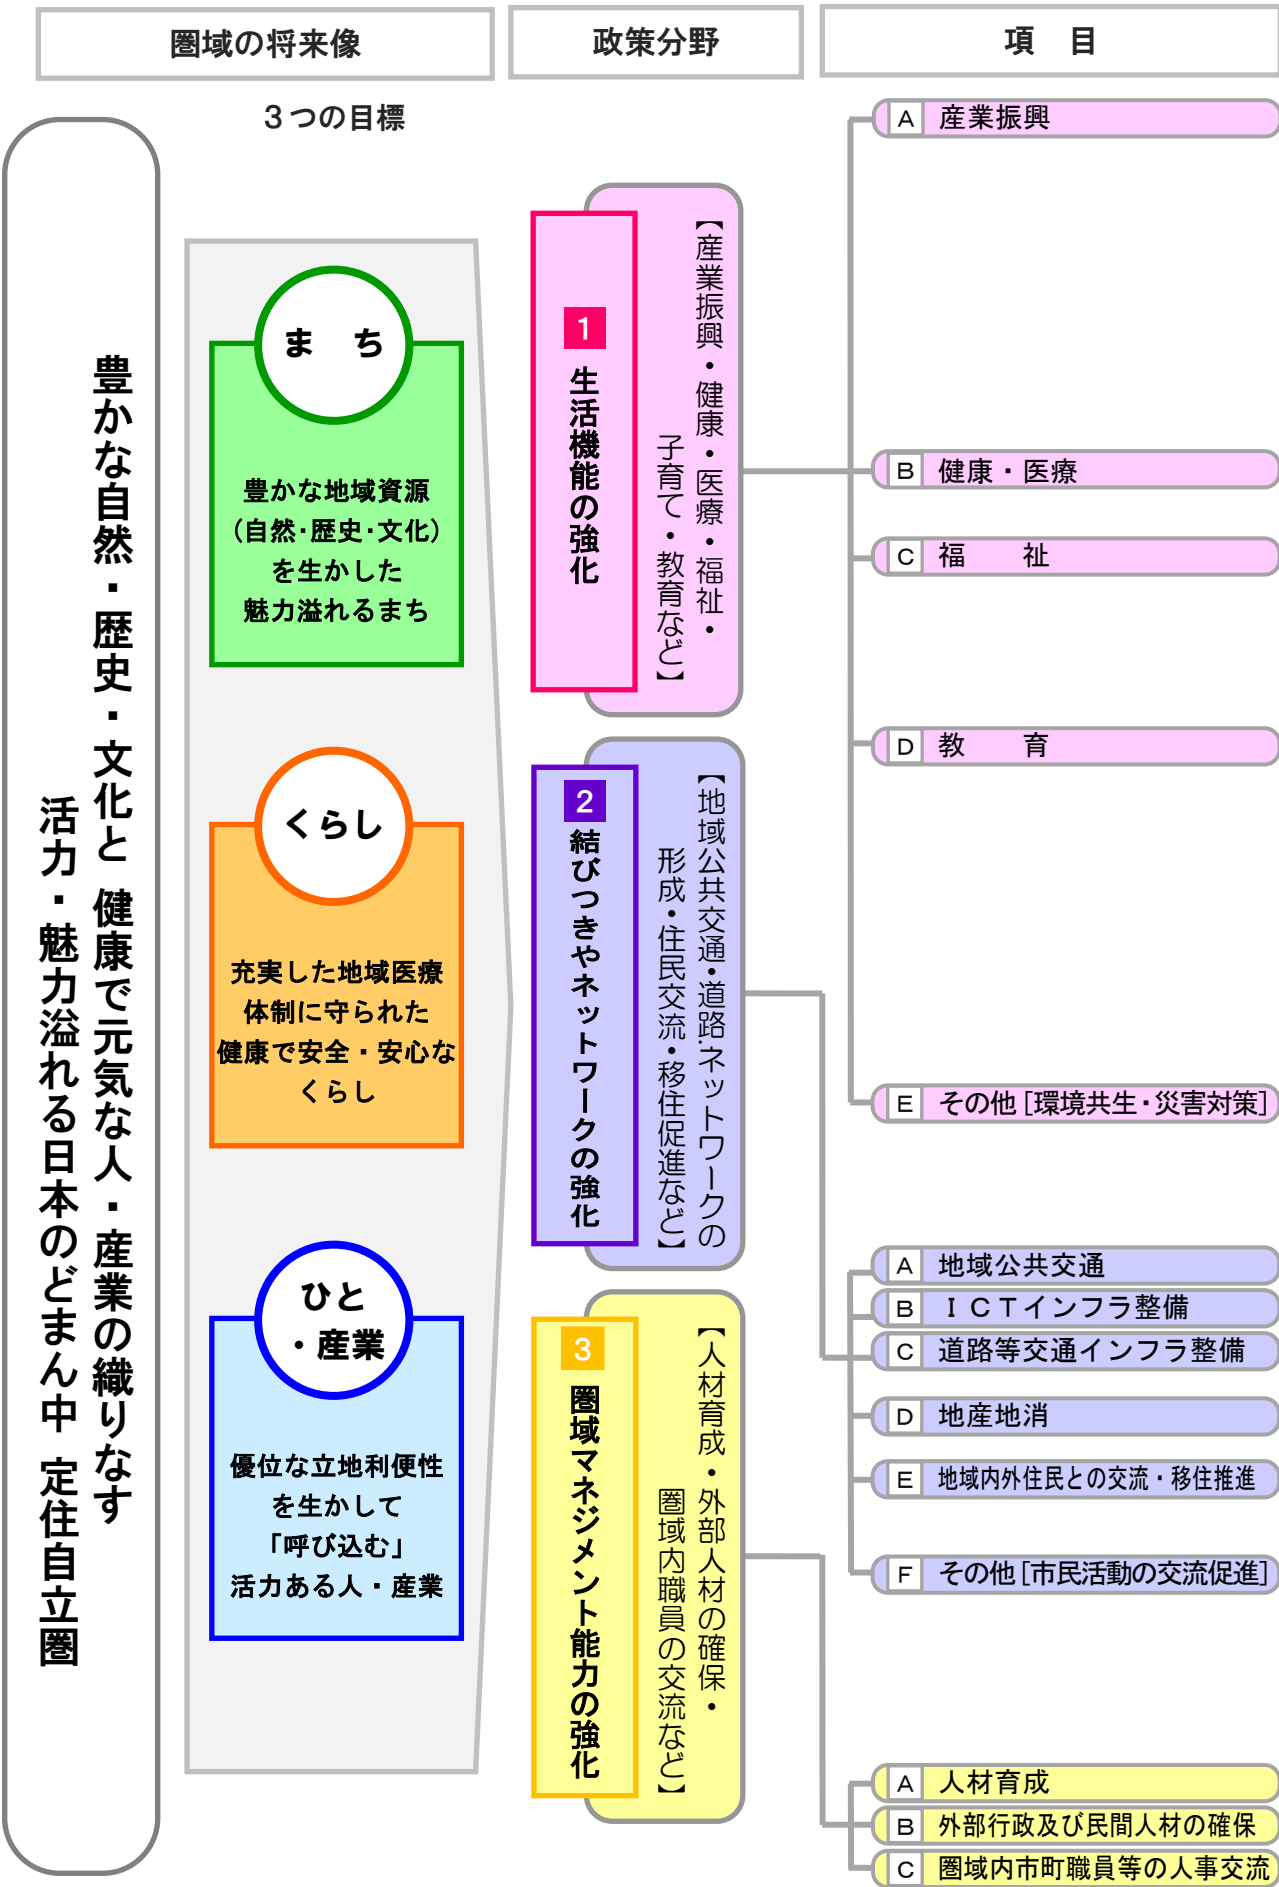 圏域の将来像
政策分野
項　目
3つの目標
豊かな自然・歴史・文化と 健康で元気な人・産業の織りなす
活力・魅力溢れる日本のどまん中 定住自立圏
ま　ち
豊かな地域資源
（自然・歴史・文化）
を生かした
魅力溢れるまち
くらし
充実した地域医療
体制に守られた
健康で安全・安心な
くらし
ひと
・産業
優位な立地利便性
を生かして
「呼び込む」
活力ある人・産業
1 生活機能の強化
【産業振興・健康・医療・福祉・
子育て・教育など】
2 結びつきやネットワークの強化
【地域公共交通・道路ネットワークの
形成・住民交流・移住促進など】
3 圏域マネジメント能力の強化
【人材育成・外部人材の確保・
圏域内職員の交流など】
A 産業振興
B 健康・医療
C 福　　祉
D 教　　育
E その他［環境共生・災害対策］
A 地域公共交通
B ＩＣＴインフラ整備
C 道路等交通インフラ整備
D 地産地消
E 地域内外住民との交流・移住推進
F その他［市民活動の交流促進］
A 人材育成
B 外部行政及び民間人材の確保
C 圏域内市町職員等の人事交流